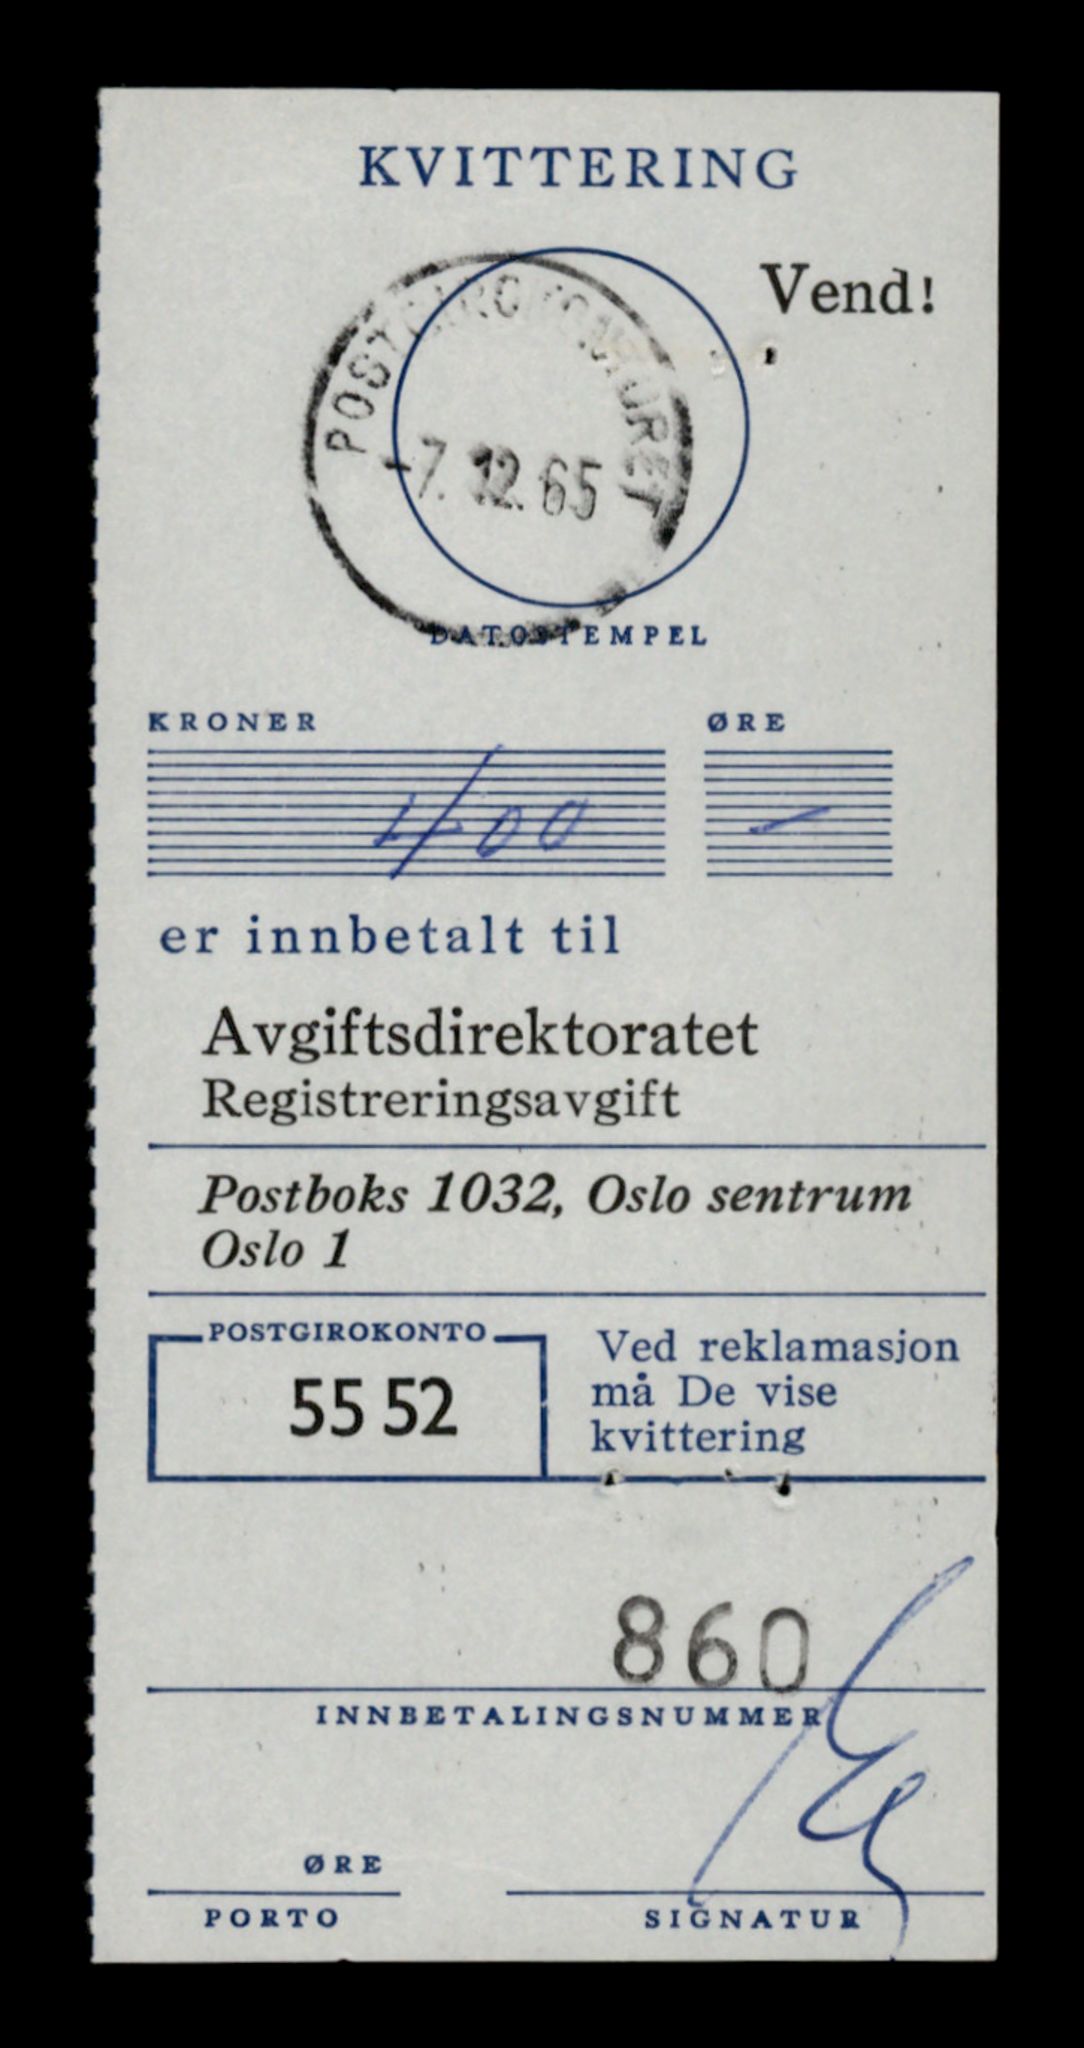 KVITTERING
Vend!
POSTGIROKONTORET
-7.12.65
DATOSTEMPEL
KRONER ØRE
400 —
er innbetalt til
Avgiftsdirektoratet
Registreringsavgift
Postboks 1032, Oslo sentrum
Oslo 1
POSTGIROKONTO
55 52
Ved reklamasjon
må De vise
kvittering
860
INNBETALINGSNUMMER
ØRE
PORTO
SIGNATUR